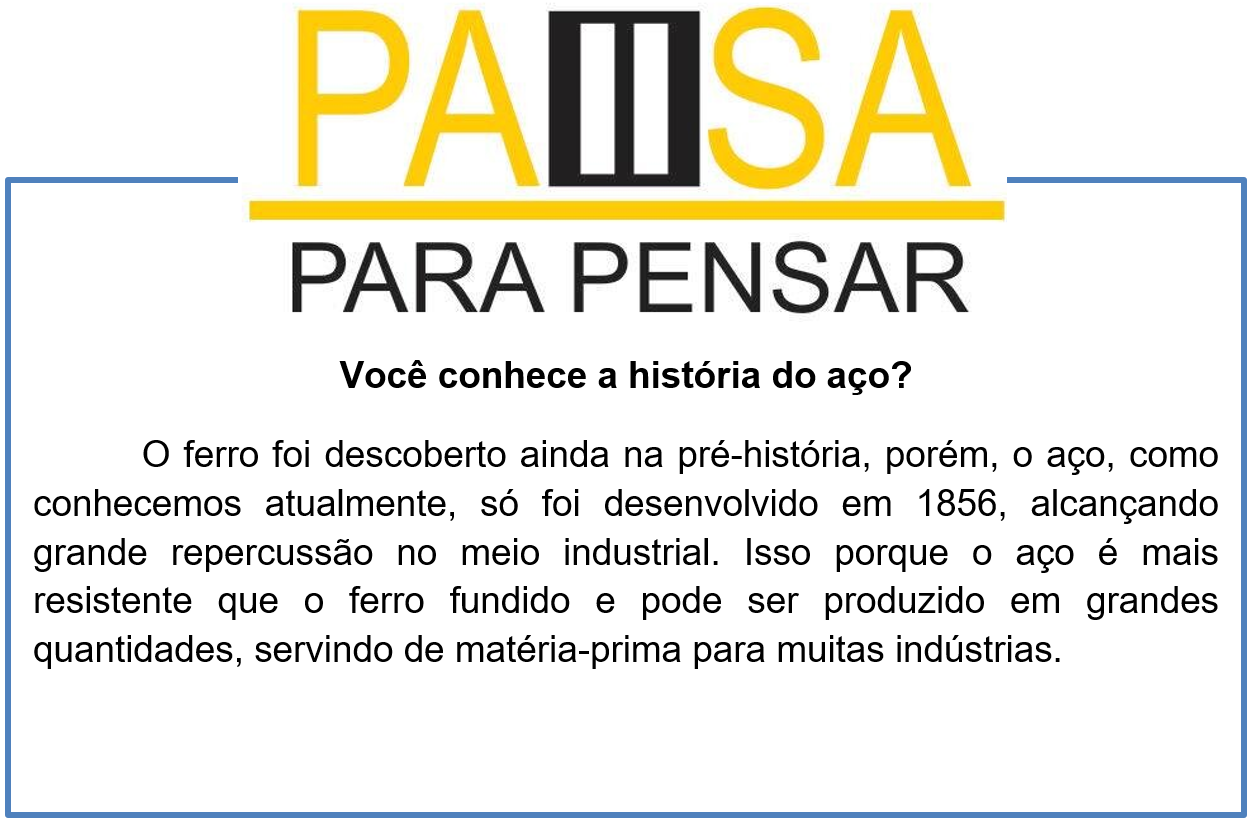 PAUSA
PARA PENSAR
Você conhece a história do aço?
O ferro foi descoberto ainda na pré-história, porém, o aço, como
conhecemos atualmente, só foi desenvolvido em 1856, alcançando
grande repercussão no meio industrial. Isso porque o aço é mais
resistente que o ferro fundido e pode ser produzido em grandes
quantidades, servindo de matéria-prima para muitas indústrias.